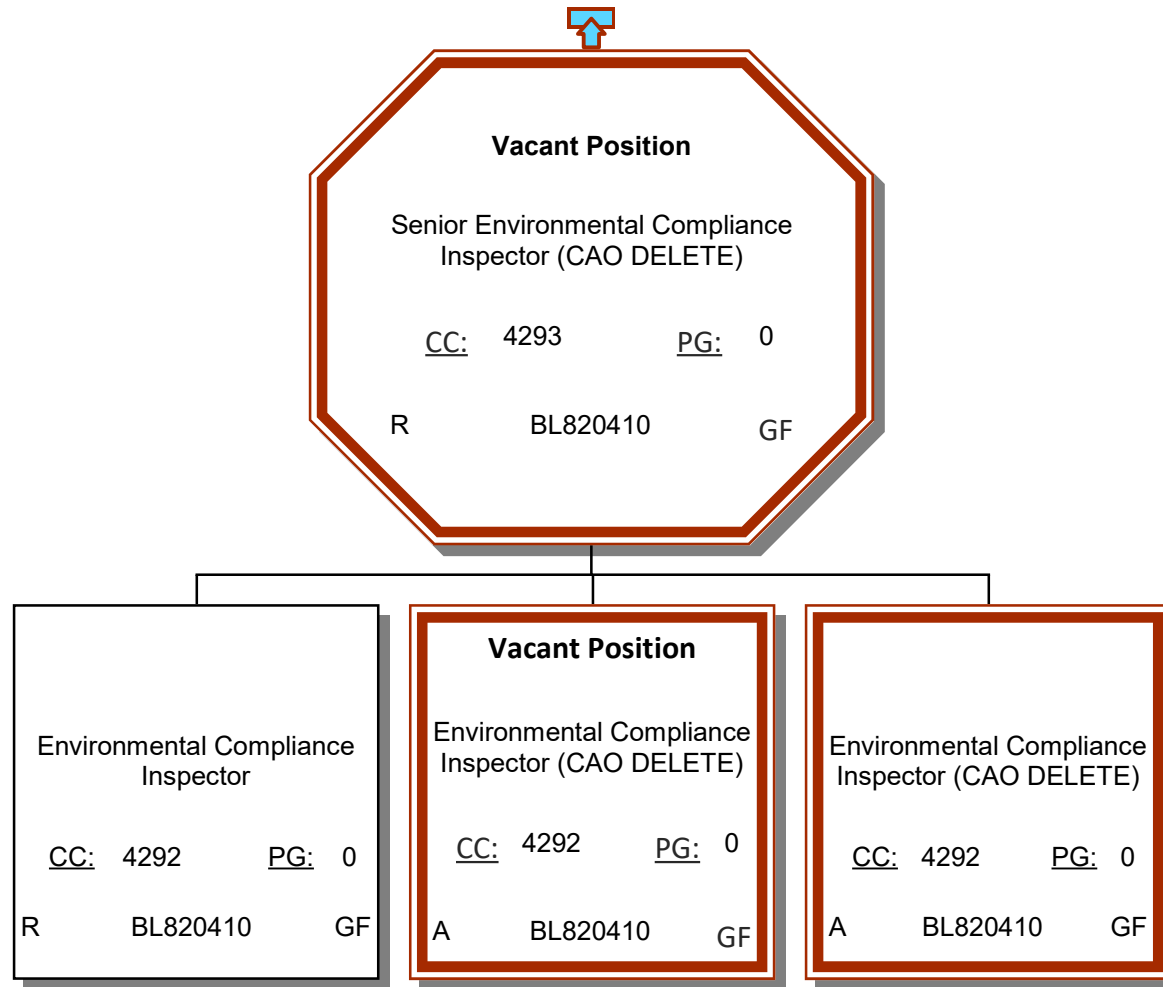 Vacant Position
Senior Environmental Compliance
Inspector (CAO DELETE)
CC: 4293 PG: 0
R BL820410 GF
Environmental Compliance
Inspector
CC: 4292 PG: 0
R BL820410 GF
Vacant Position
Environmental Compliance
Inspector (CAO DELETE)
CC: 4292 PG: 0
A BL820410 GF
Environmental Compliance
Inspector (CAO DELETE)
CC: 4292 PG: 0
A BL820410 GF